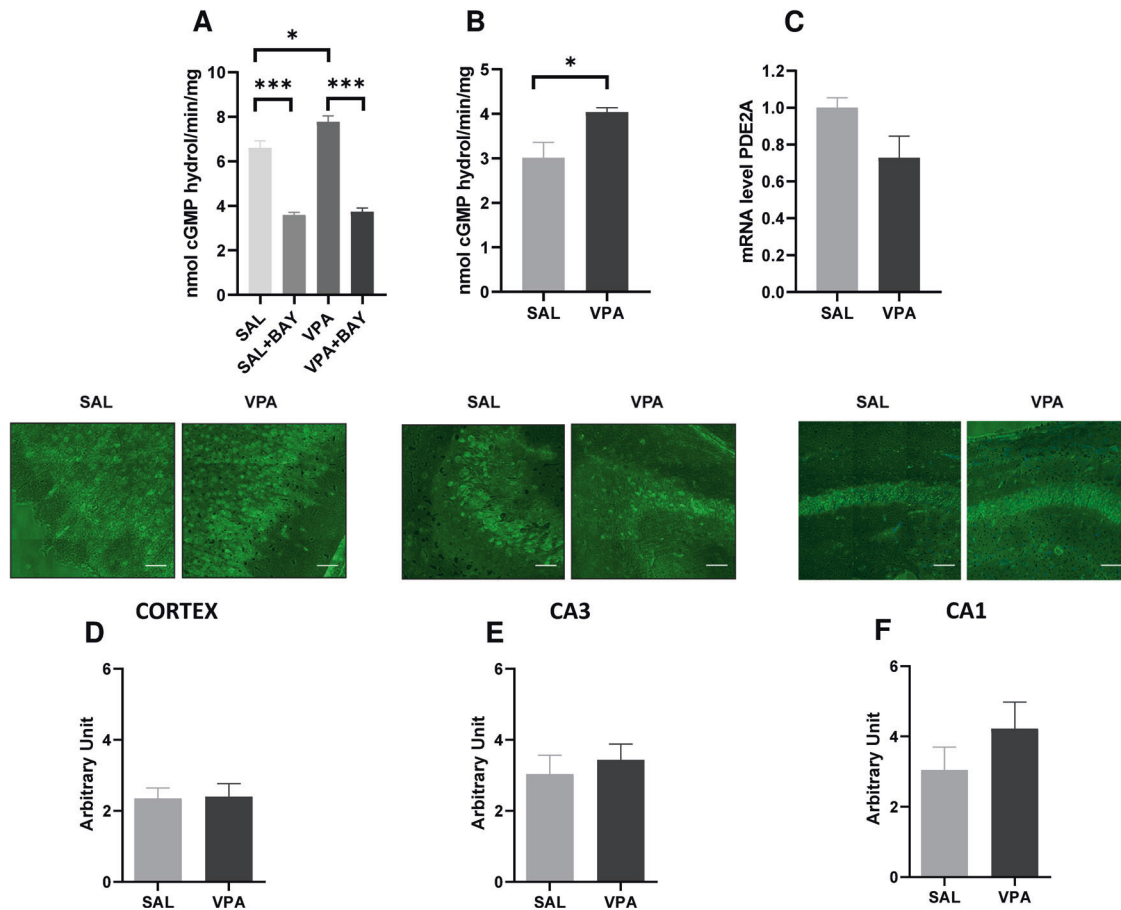 A
B
C
nmol cGMP hydrol/min/mg
10
8
6
4
2
0
*
***
***
SAL
SAL+BAY
VPA
VPA+BAY
nmol cGMP hydrol/min/mg
5
4
3
2
1
0
*
SAL
VPA
mRNA level PDE2A
1.2
1.0
0.8
0.6
0.4
0.2
0.0
SAL
VPA
SAL
VPA
SAL
VPA
SAL
VPA
CORTEX
CA3
CA1
D
E
F
Arbitrary Unit
6
4
2
0
SAL
VPA
Arbitrary Unit
6
4
2
0
SAL
VPA
Arbitrary Unit
6
4
2
0
SAL
VPA